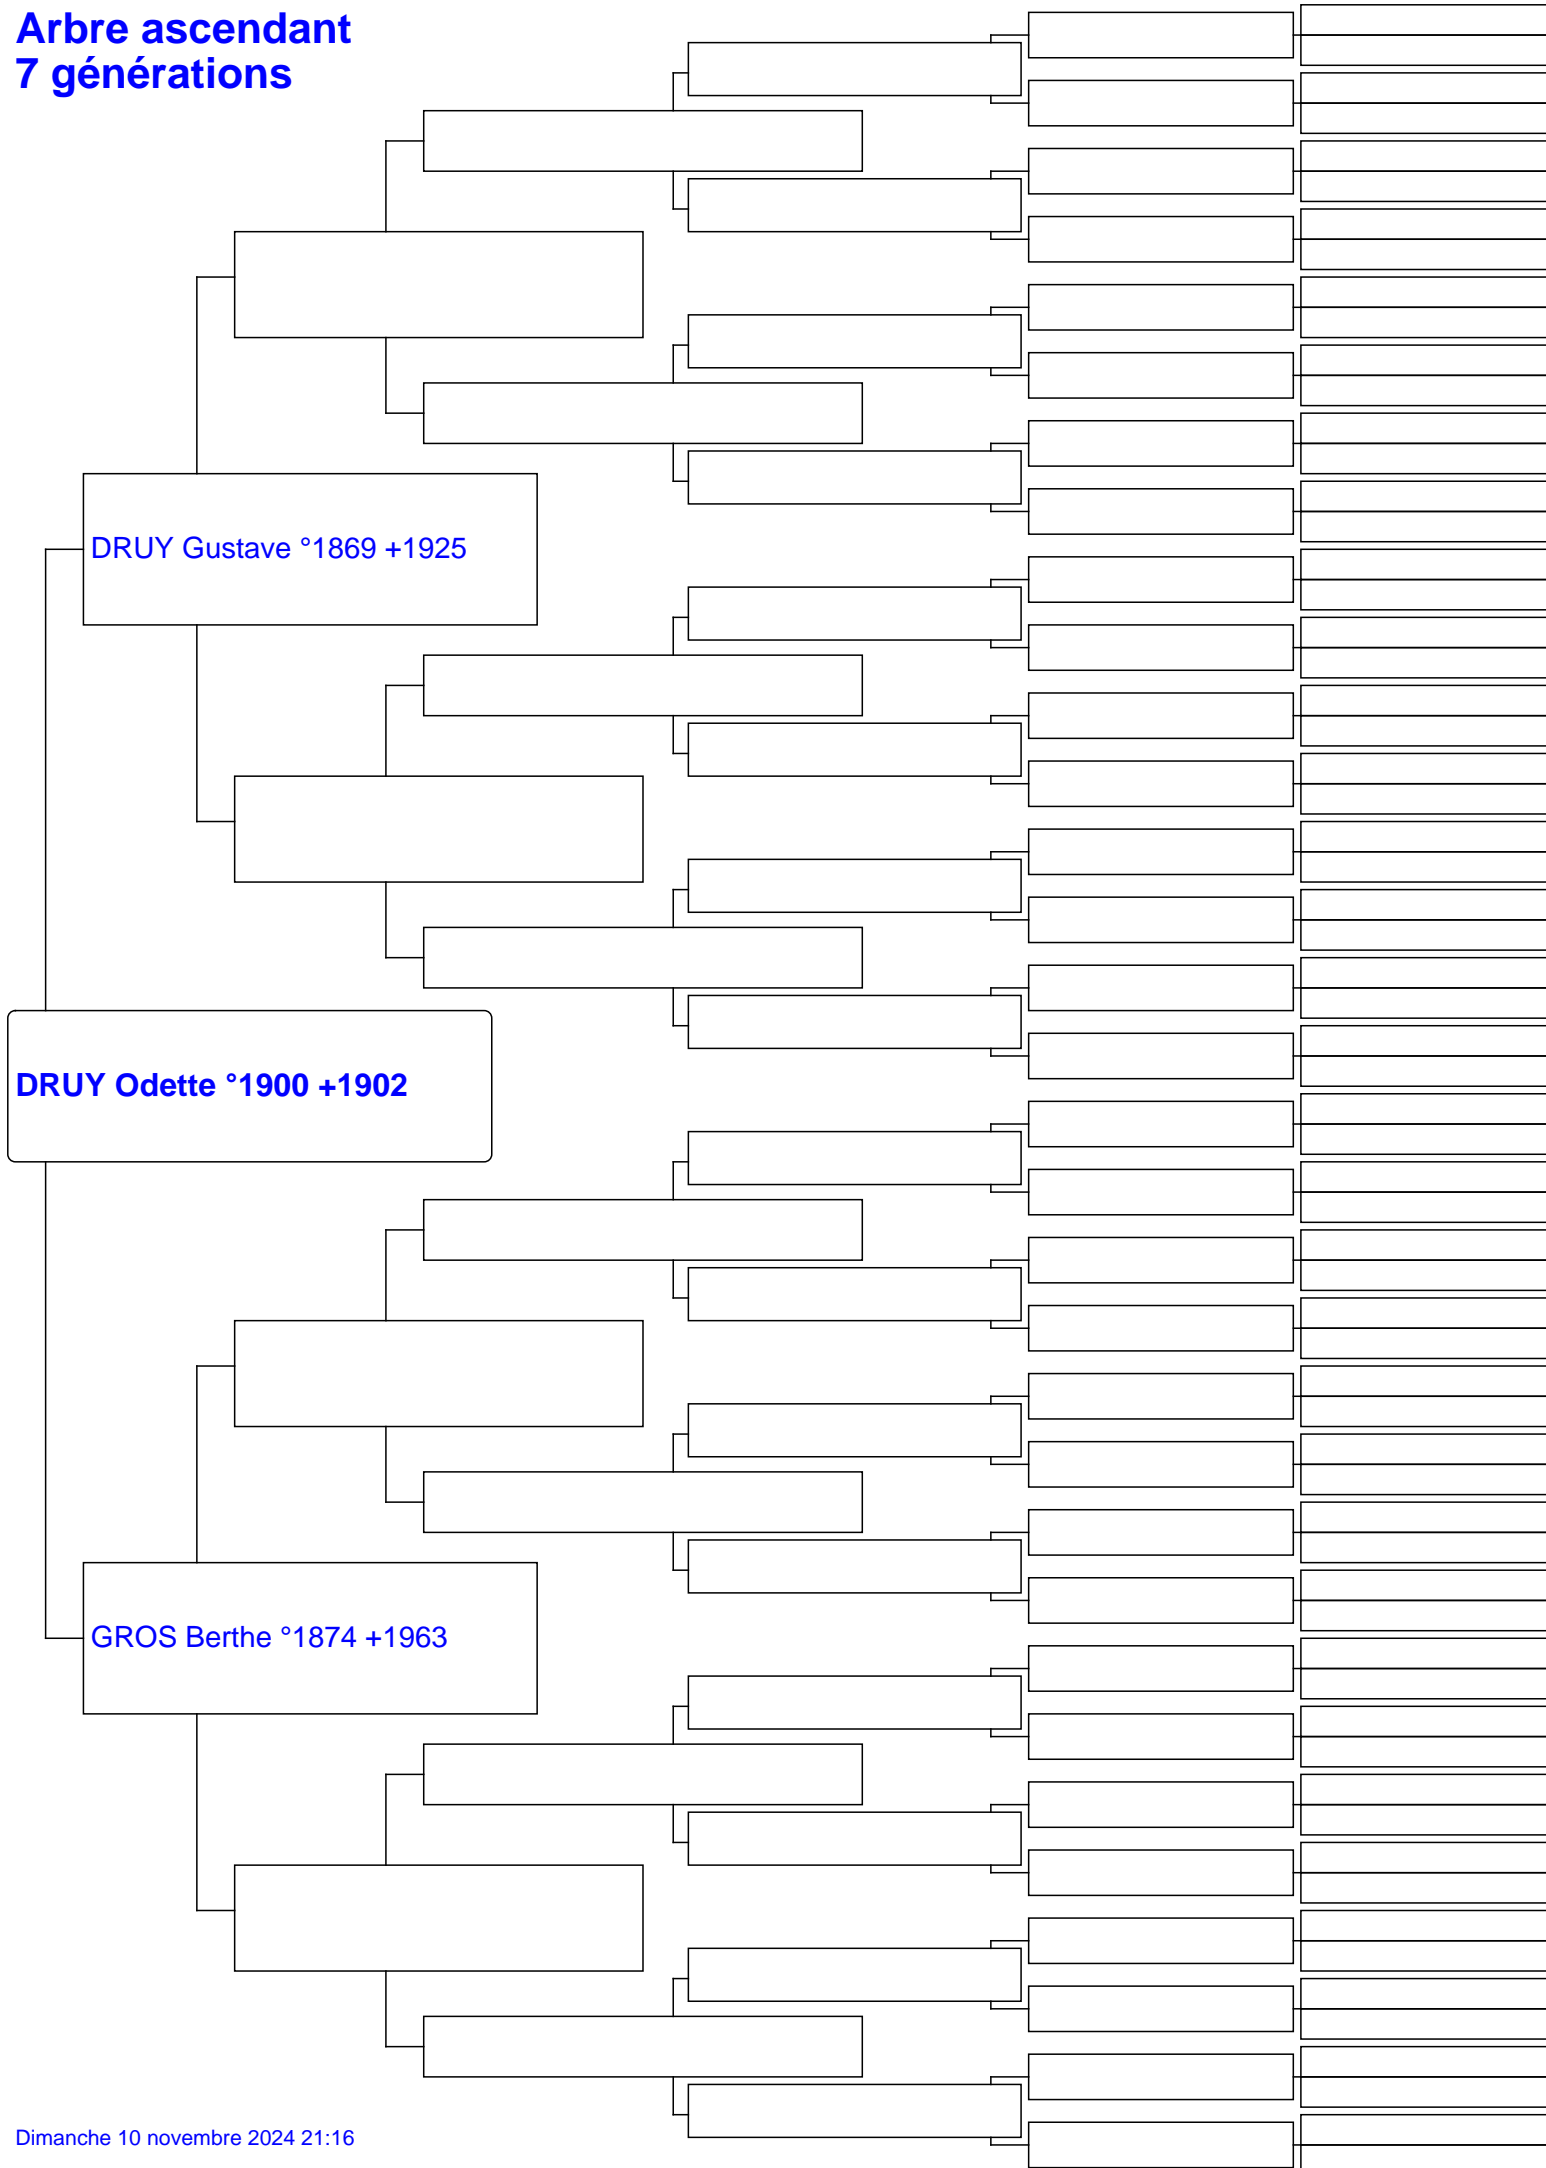 Arbre ascendant
7 générations
DRUY Gustave °1869 +1925
DRUY Odette °1900 +1902
GROS Berthe °1874 +1963
Dimanche 10 novembre 2024 21:16